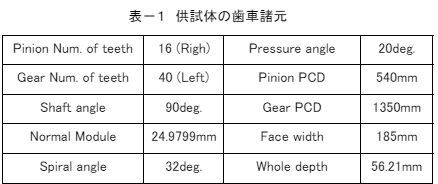 表－1 供試体の歯車諸元
Pinion Num. of teeth 16 (Righ) Pressure angle 20deg.
Gear Num. of teeth 40 (Left) Pinion PCD 540mm
Shaft angle 90deg. Gear PCD 1350mm
Normal Module 24.9799mm Face width 185mm
Spiral angle 32deg. Whole depth 56.21mm